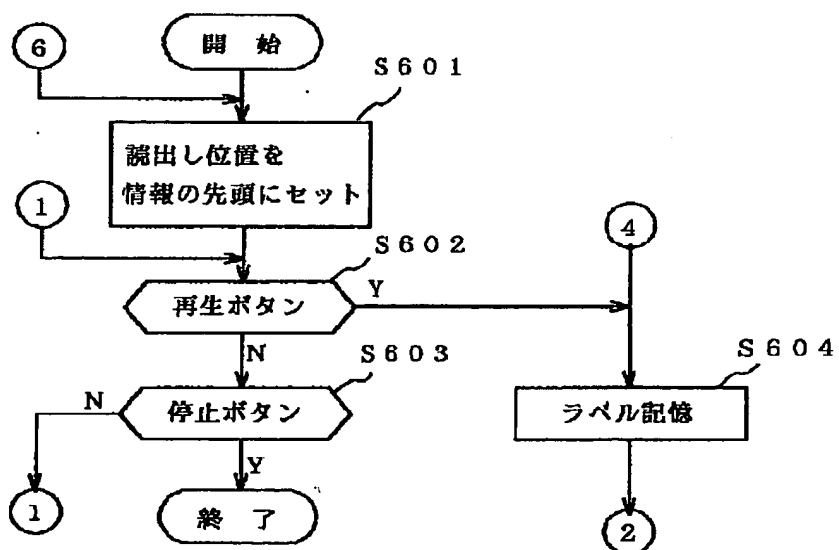 6
開 始
S601
読出し位置を
情報の先頭にセット
1
S602
再生ボタン
Y
4
N
S603
停止ボタン
N
Y
1
終 了
S604
ラベル記憶
2